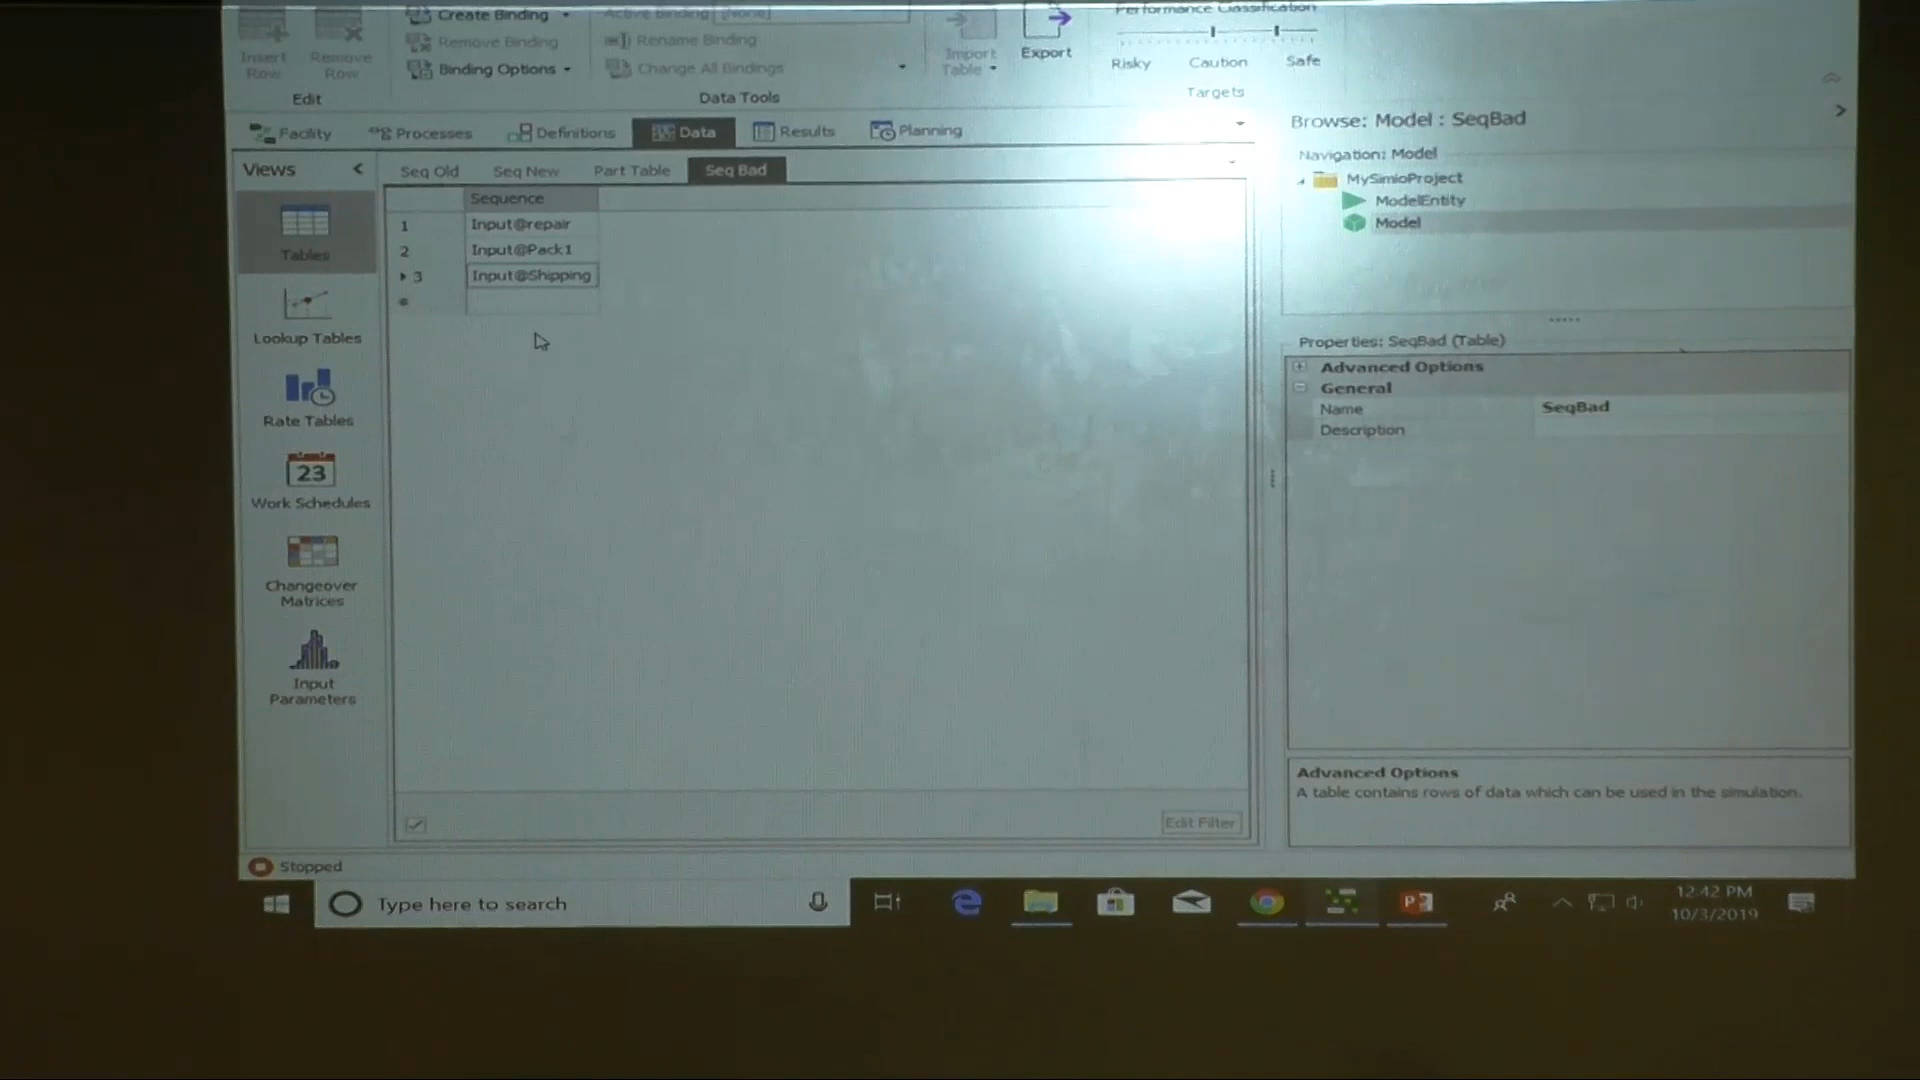 Create Binding
Active Binding [None]
Performance Classification
Insert Row
Remove Row
Remove Binding
Rename Binding
Import Table
Export
Binding Options
Change All Bindings
Risky
Caution
Safe
Edit
Data Tools
Targets
Facility
Processes
Definitions
Data
Results
Planning
Browse: Model : SeqBad
Views
Seq Old
Seq New
Part Table
Seq Bad
Navigation: Model
MySimioProject
ModelEntity
Model
Sequence
1
Input@repair
2
Input@Pack1
3
Input@Shipping
Tables
Lookup Tables
Rate Tables
23
Work Schedules
Changeover
Matrices
Input
Parameters
Properties: SeqBad (Table)
Advanced Options
General
Name
SeqBad
Description
Advanced Options
A table contains rows of data which can be used in the simulation.
Edit Filter
Stopped
Type here to search
P
12:42 PM
10/3/2019